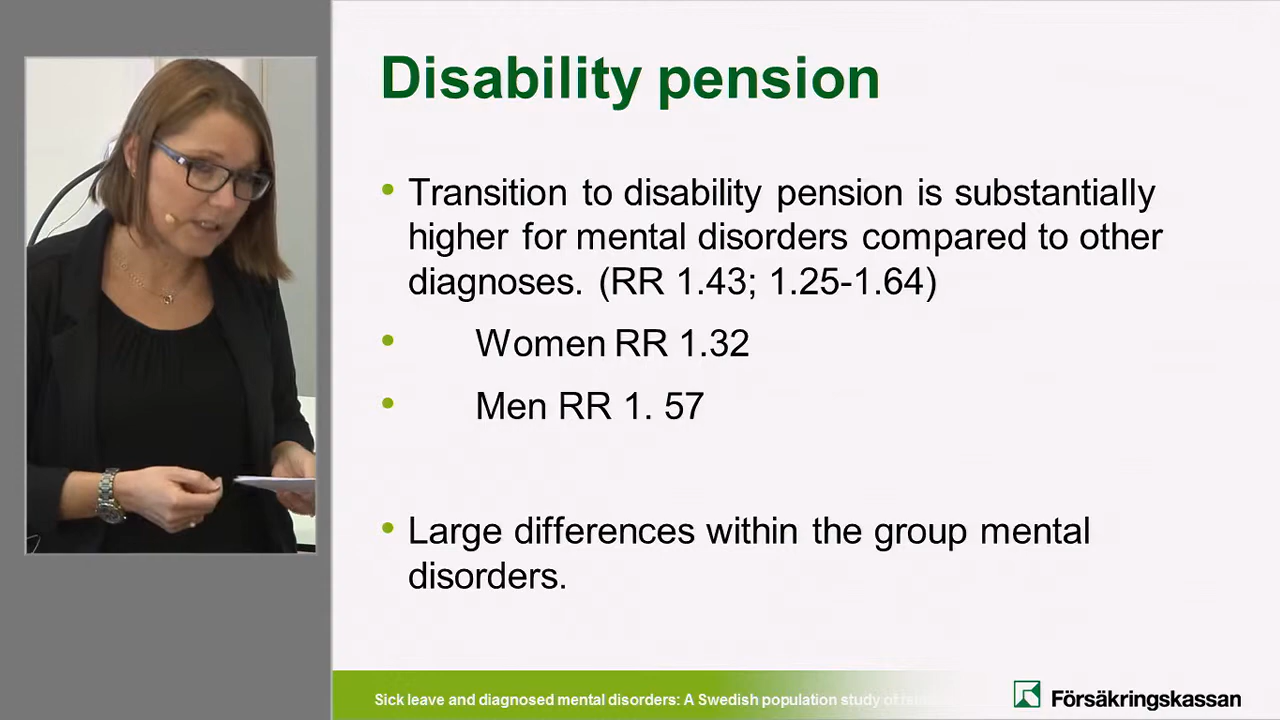 Disability pension
• Transition to disability pension is substantially
higher for mental disorders compared to other
diagnoses. (RR 1.43; 1.25-1.64)
• Women RR 1.32
• Men RR 1. 57
• Large differences within the group mental
disorders.
Sick leave and diagnosed mental disorders: A Swedish population study of
Försäkringskassan